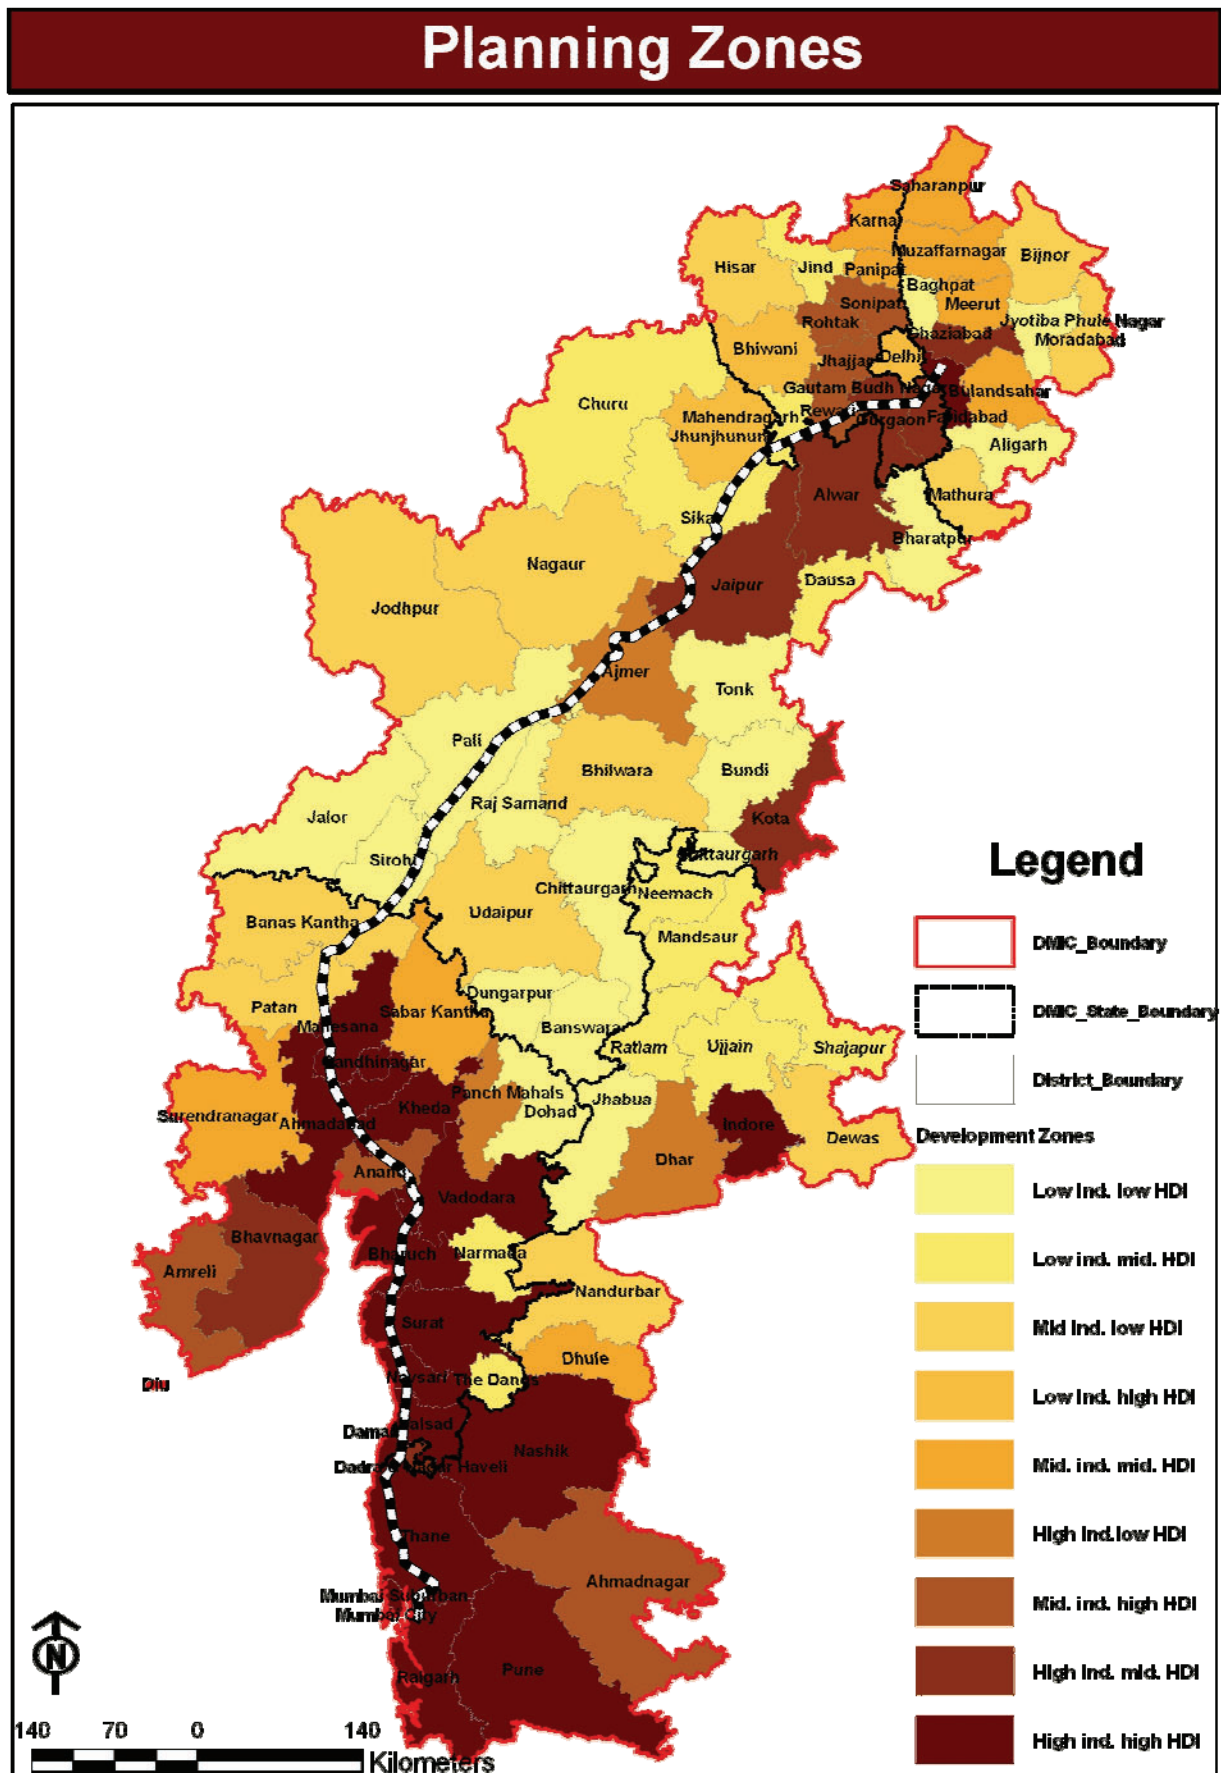 Planning Zones
Saharanpur
Karna
Muzaffarnagar
Bijnor
Hisar
Jind
Panipat
Baghpat
Meerut
Sonipat
Rohtak
Jyotiba Phule Nagar
Ghaziabad
Moradabad
Bhiwani
Jhajjar
Delhi
Gautam Budh Nagar
Bulandsahar
Churu
Mahendragarh
Rewari
Gurgaon
Faridabad
Jhunjhunun
Aligarh
Alwar
Mathura
Sikar
Bharatpur
Nagaur
Jaipur
Dausa
Jodhpur
Ajmer
Tonk
Pali
Bhilwara
Bundi
Raj Samand
Jalor
Kota
Sirohi
Chittaurgarh
Chittaurgarh
Neemach
Udaipur
Banas Kantha
Mandsaur
Dungarpur
Patan
Sabar Kantha
Mahesana
Banswara
Ratlam
Ujjain
Shajapur
Gandhinagar
Panch Mahals
Jhabua
Kheda
Dohad
Surendranagar
Ahmadabad
Indore
Dewas
Dhar
Anand
Vadodara
Bhavnagar
Bharuch
Narmada
Amreli
Nandurbar
Surat
Dhule
Diu
Navsari
The Dangs
Valsad
Daman
Nashik
Dadra & Nagar Haveli
Thane
Ahmadnagar
Mumbai Suburban
Mumbai City
Raigarh
Pune
Legend
DMIC_Boundary
DMIC_State_Boundary
District_Boundary
Development Zones
Low Ind. low HDI
Low ind. mid. HDI
Mid Ind. low HDI
Low Ind. high HDI
Mid. ind. mid. HDI
High Ind.low HDI
Mid. ind. high HDI
High Ind. mid. HDI
High ind. high HDI
N
140 70 0 140
Kilometers